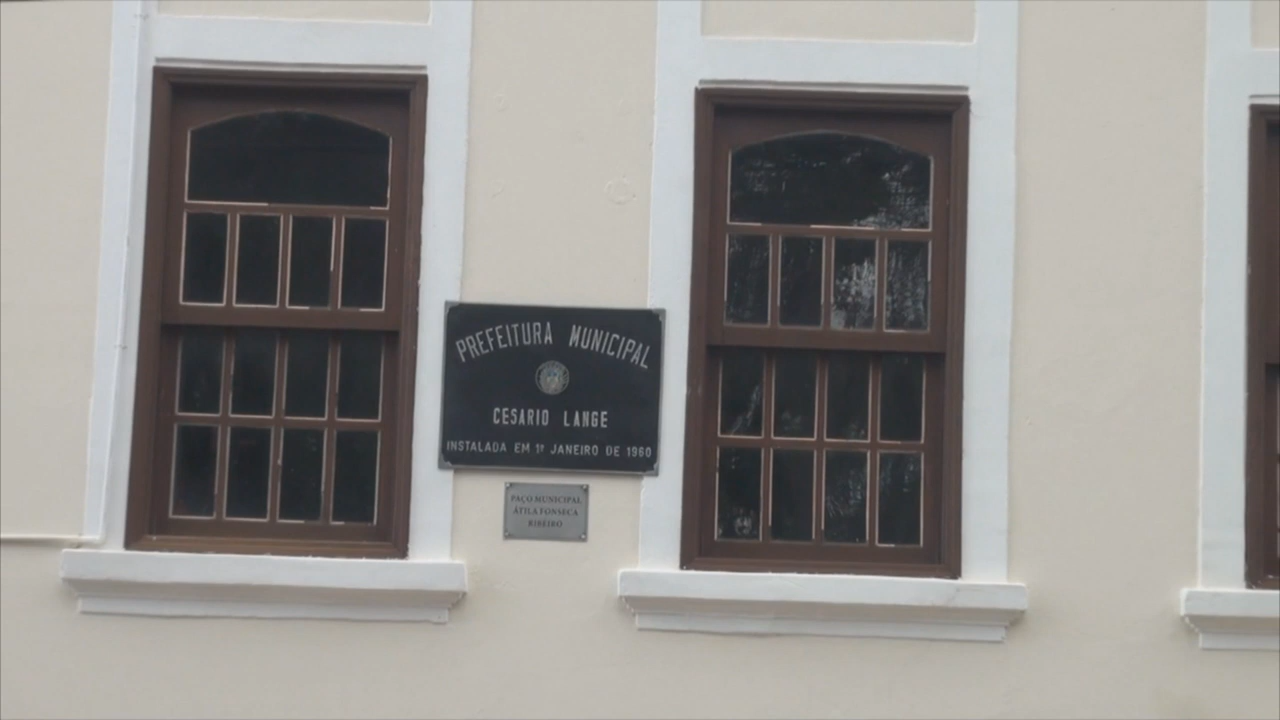 PREFEITURA MUNICIPAL
CESARIO LANGE
INSTALADA EM 1º JANEIRO DE 1960
PAÇO MUNICIPAL
ÁTILA FONSECA
RIBEIRO